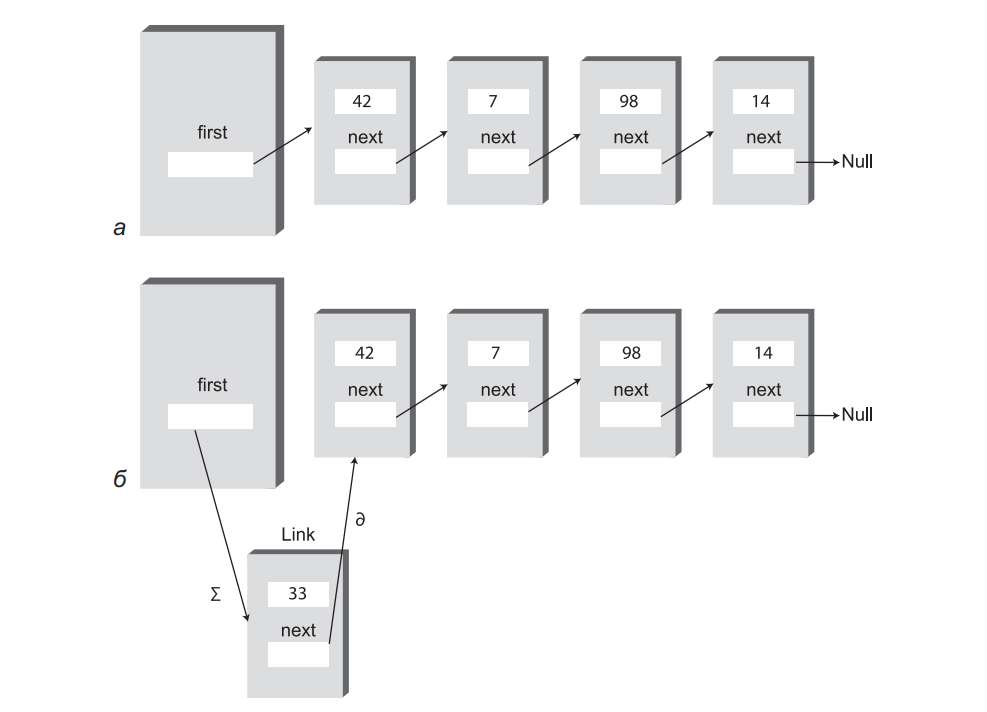 42 7 98 14
first next next next next
Null
а
42 7 98 14
first next next next next
Null
б
∂
Link
Σ 33
next